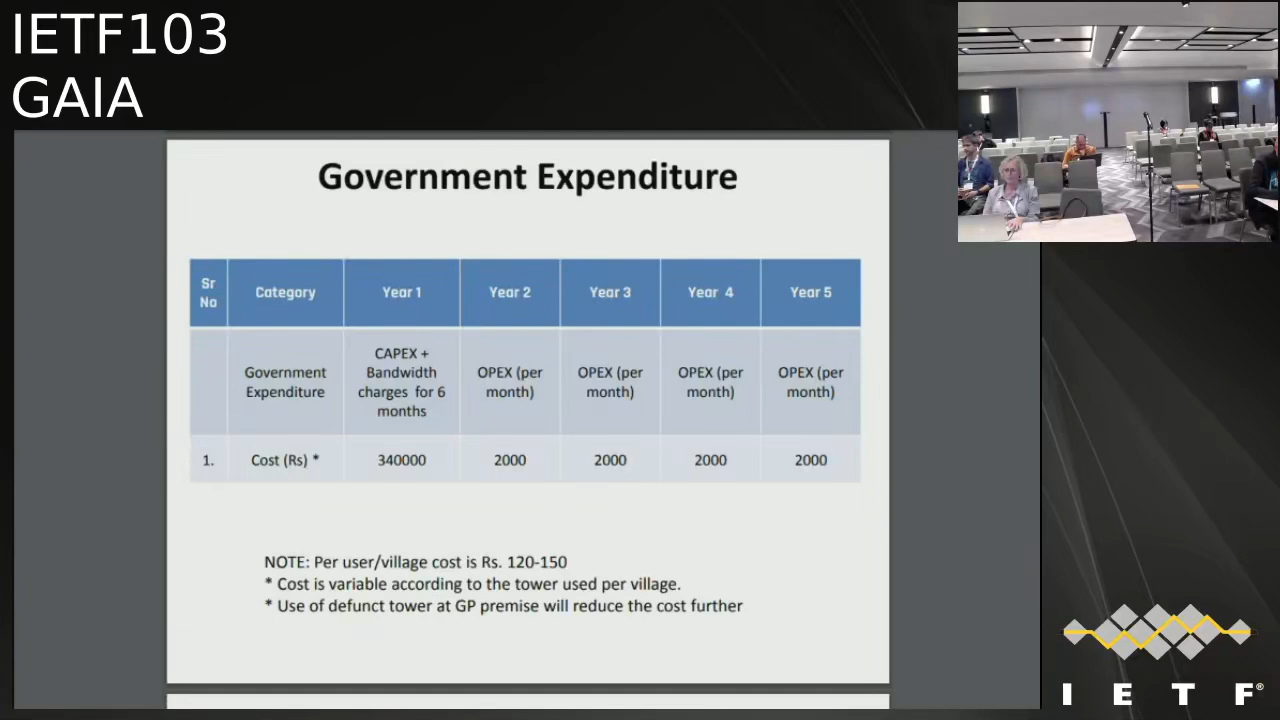 IETF103
GAIA
Government Expenditure
Sr No Category Year 1 Year 2 Year 3 Year 4 Year 5
Government Expenditure CAPEX + Bandwidth charges for 6 months OPEX (per month) OPEX (per month) OPEX (per month) OPEX (per month)
1. Cost (Rs) * 340000 2000 2000 2000 2000
NOTE: Per user/village cost is Rs. 120-150
* Cost is variable according to the tower used per village.
* Use of defunct tower at GP premise will reduce the cost further
I E T F®